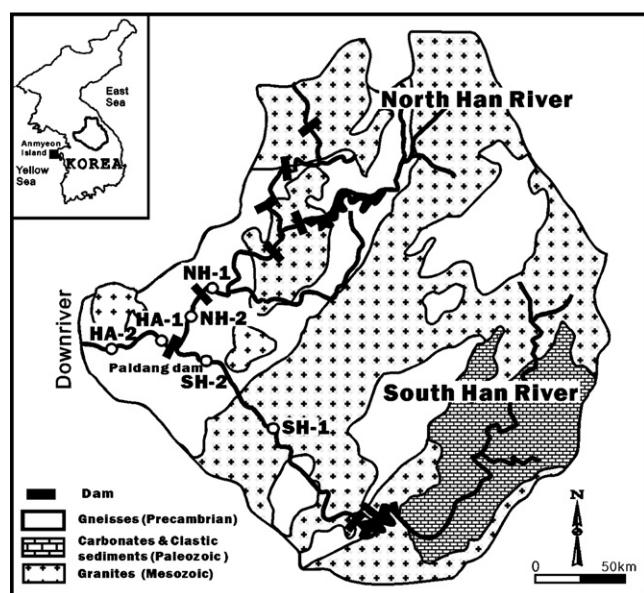 East
Sea
Anmyeon
Island
KOREA
Yellow
Sea
North Han River
NH-1
NH-2
HA-1
HA-2
Downriver
Paldang dam
SH-2
SH-1
South Han River
Dam
Gneisses (Precambrian)
Carbonates & Clastic
sediments (Paleozoic)
Granites (Mesozoic)
N
0 50km